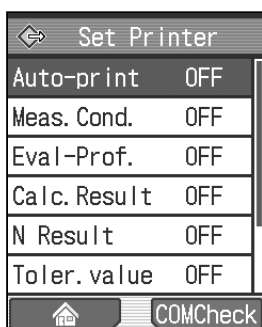 Set Printer
Auto-print OFF
Meas. Cond. OFF
Eval-Prof. OFF
Calc. Result OFF
N Result OFF
Toler. value OFF
COMCheck